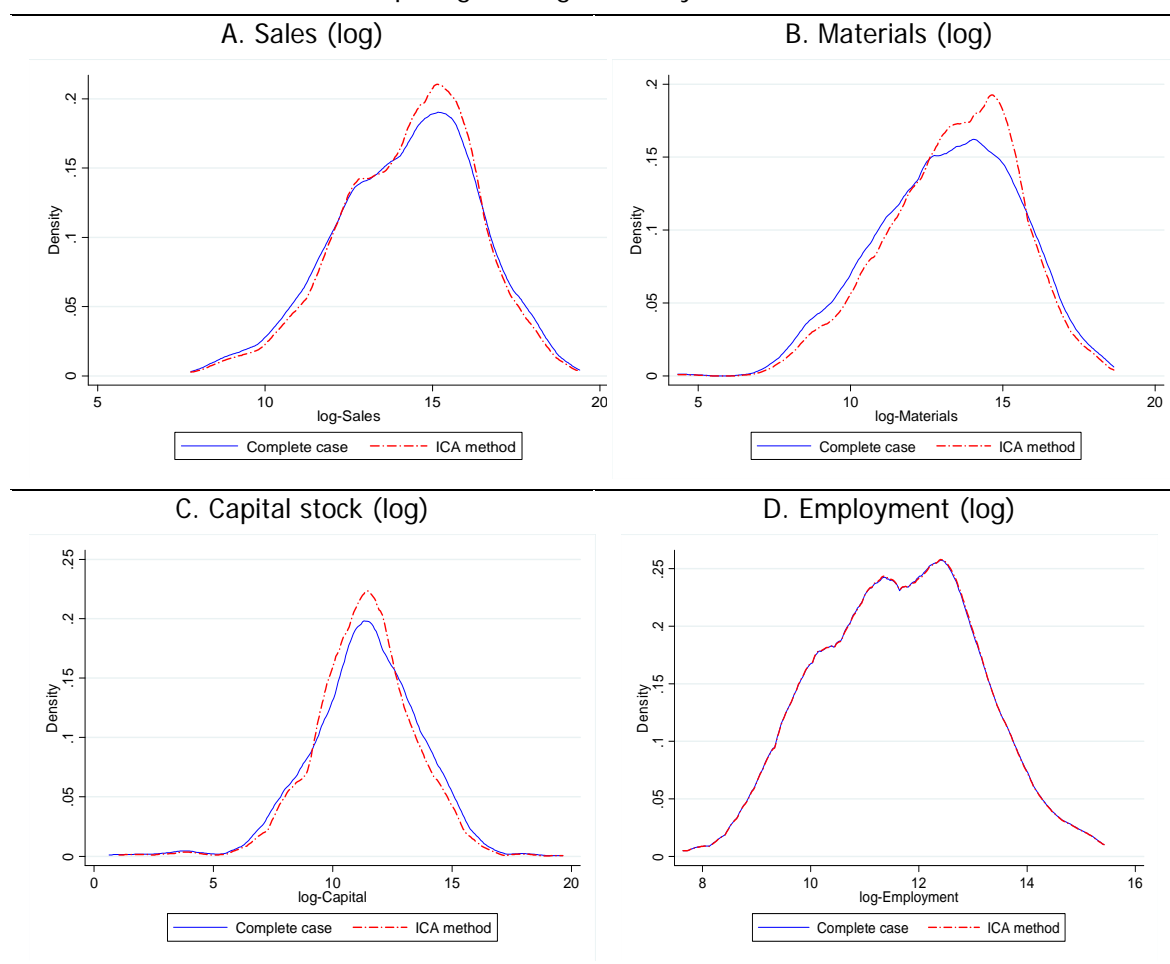 A. Sales (log)
B. Materials (log)
Density
0
.05
.1
.15
.2
5
10
15
20
log-Sales
Complete case
ICA method
Density
0
.05
.1
.15
.2
5
10
15
20
log-Materials
Complete case
ICA method
C. Capital stock (log)
D. Employment (log)
Density
0
.05
.1
.15
.2
.25
0
5
10
15
20
log-Capital
Complete case
ICA method
Density
0
.05
.1
.15
.2
.25
8
10
12
14
16
log-Employment
Complete case
ICA method